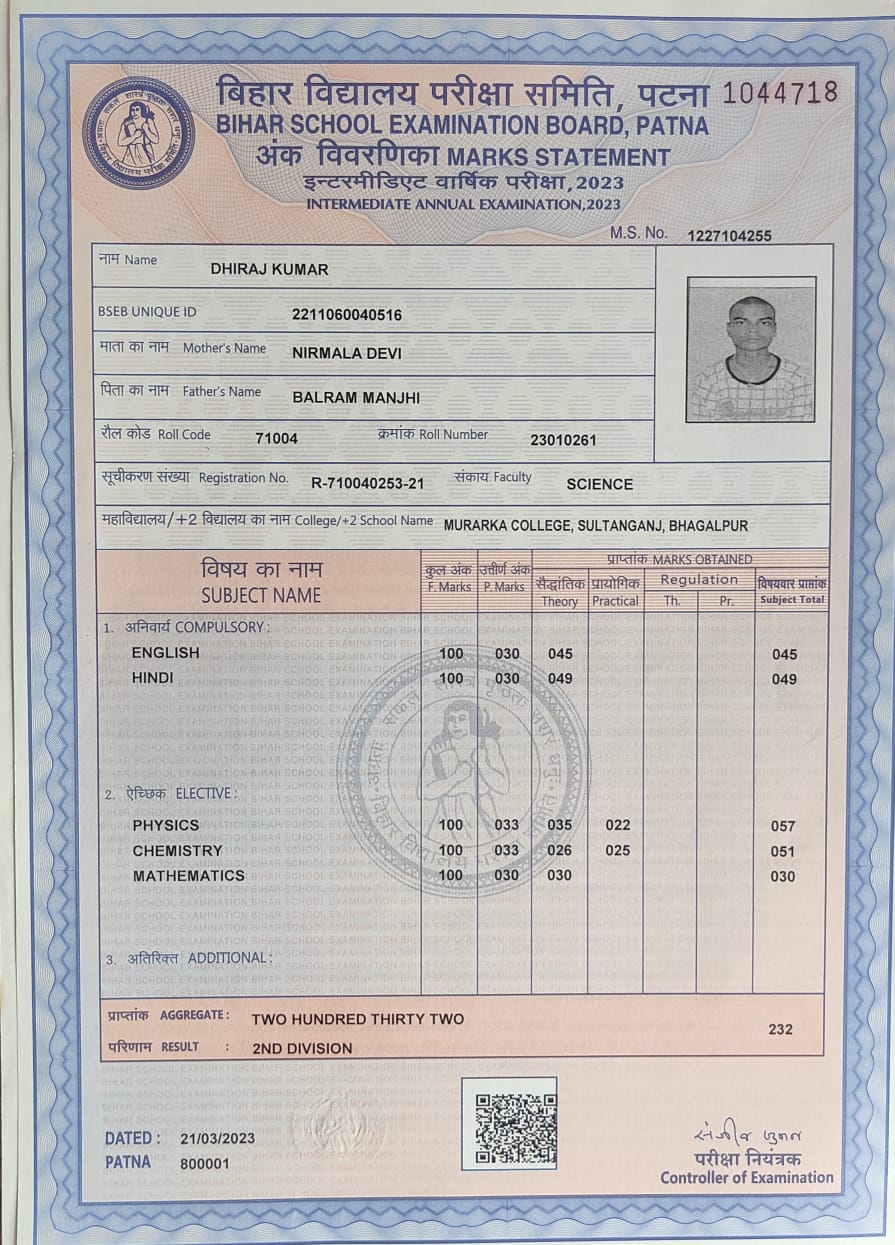 बिहार विद्यालय परीक्षा समिति, पटना 1044718
BIHAR SCHOOL EXAMINATION BOARD, PATNA
अंक विवरणिका MARKS STATEMENT
इन्टरमीडिएट वार्षिक परीक्षा,2023
INTERMEDIATE ANNUAL EXAMINATION,2023
M.S. No. 1227104255
नाम Name DHIRAJ KUMAR
BSEB UNIQUE ID 2211060040516
माता का नाम Mother's Name NIRMALA DEVI
पिता का नाम Father's Name BALRAM MANJHI
रौल कोड Roll Code 71004 क्रमांक Roll Number 23010261
सूचीकरण संख्या Registration No. R-710040253-21 संकाय Faculty SCIENCE
महाविद्यालय/+2 विद्यालय का नाम College/+2 School Name MURARKA COLLEGE, SULTANGANJ, BHAGALPUR
विषय का नाम कुल अंक उत्तीर्ण अंक प्राप्तांक MARKS OBTAINED
SUBJECT NAME F. Marks P. Marks सैद्धांतिक प्रायोगिक Regulation विषयवार प्राप्तांक
Theory Practical Th. Pr. Subject Total
1. अनिवार्य COMPULSORY:
ENGLISH 100 030 045 045
HINDI 100 030 049 049
2. ऐच्छिक ELECTIVE:
PHYSICS 100 033 035 022 057
CHEMISTRY 100 033 026 025 051
MATHEMATICS 100 030 030 030
3. अतिरिक्त ADDITIONAL:
प्राप्तांक AGGREGATE: TWO HUNDRED THIRTY TWO 232
परिणाम RESULT : 2ND DIVISION
DATED : 21/03/2023
PATNA 800001
परीक्षा नियंत्रक
Controller of Examination